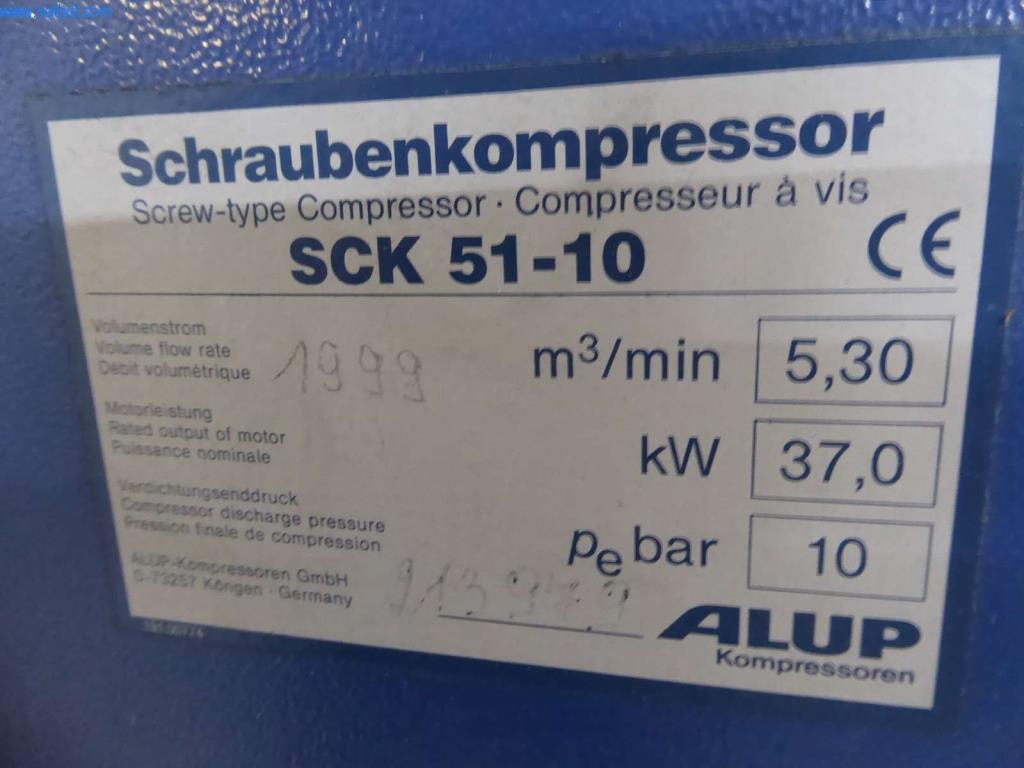 Schraubenkompressor
Screw-type Compressor · Compresseur à vis
SCK 51-10
CE
Volumenstrom
Volume flow rate
Débit volumétrique
1999
m³/min
5,30
Motorleistung
Rated output of motor
Puissance nominale
kW
37,0
Verdichtungsenddruck
Compressor discharge pressure
Pression finale de compression
pe bar
10
ALUP-Kompressoren GmbH
D-73257 Köngen · Germany
ALUP
Kompressoren